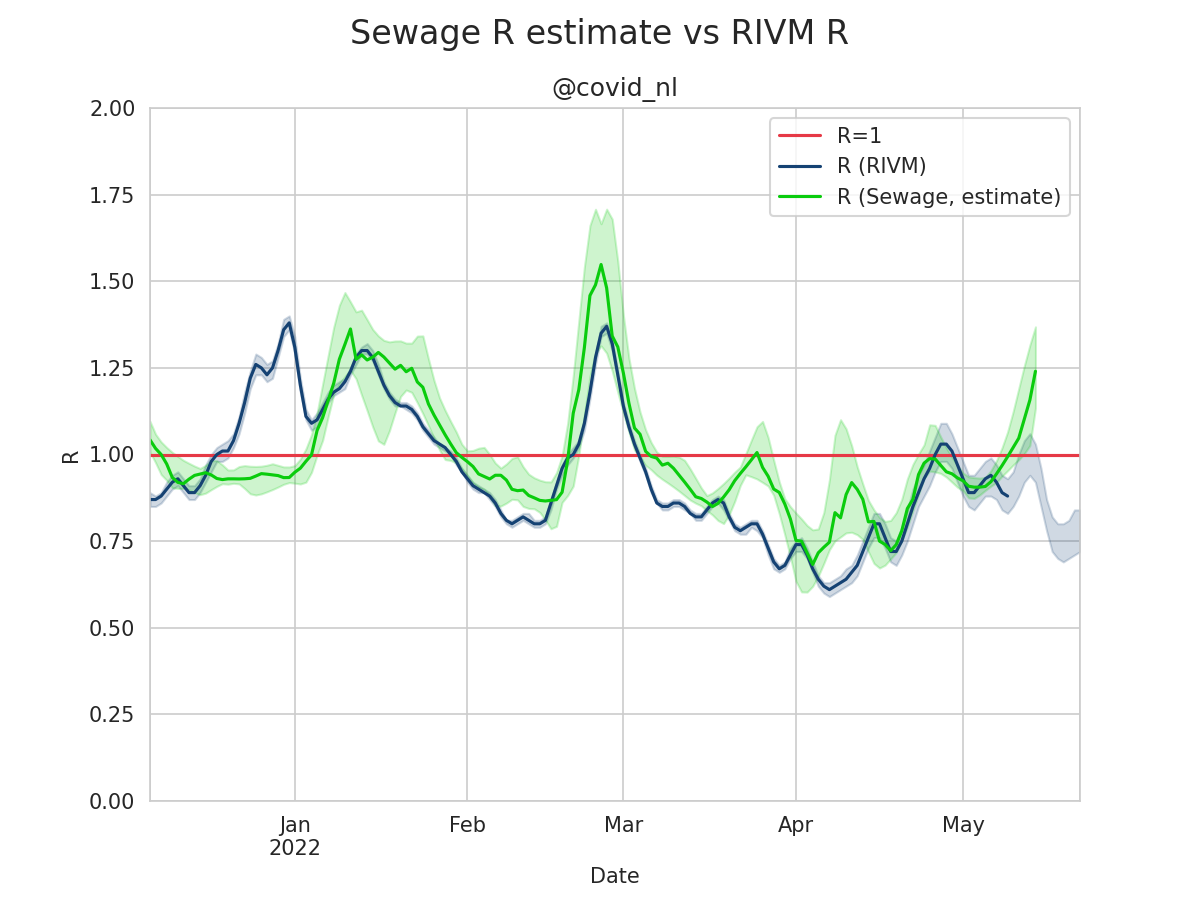 Sewage R estimate vs RIVM R
@covid_nl
R=1
R (RIVM)
R (Sewage, estimate)
2.00
1.75
1.50
1.25
1.00
0.75
0.50
0.25
0.00
R
Jan Feb Mar Apr May
2022
Date